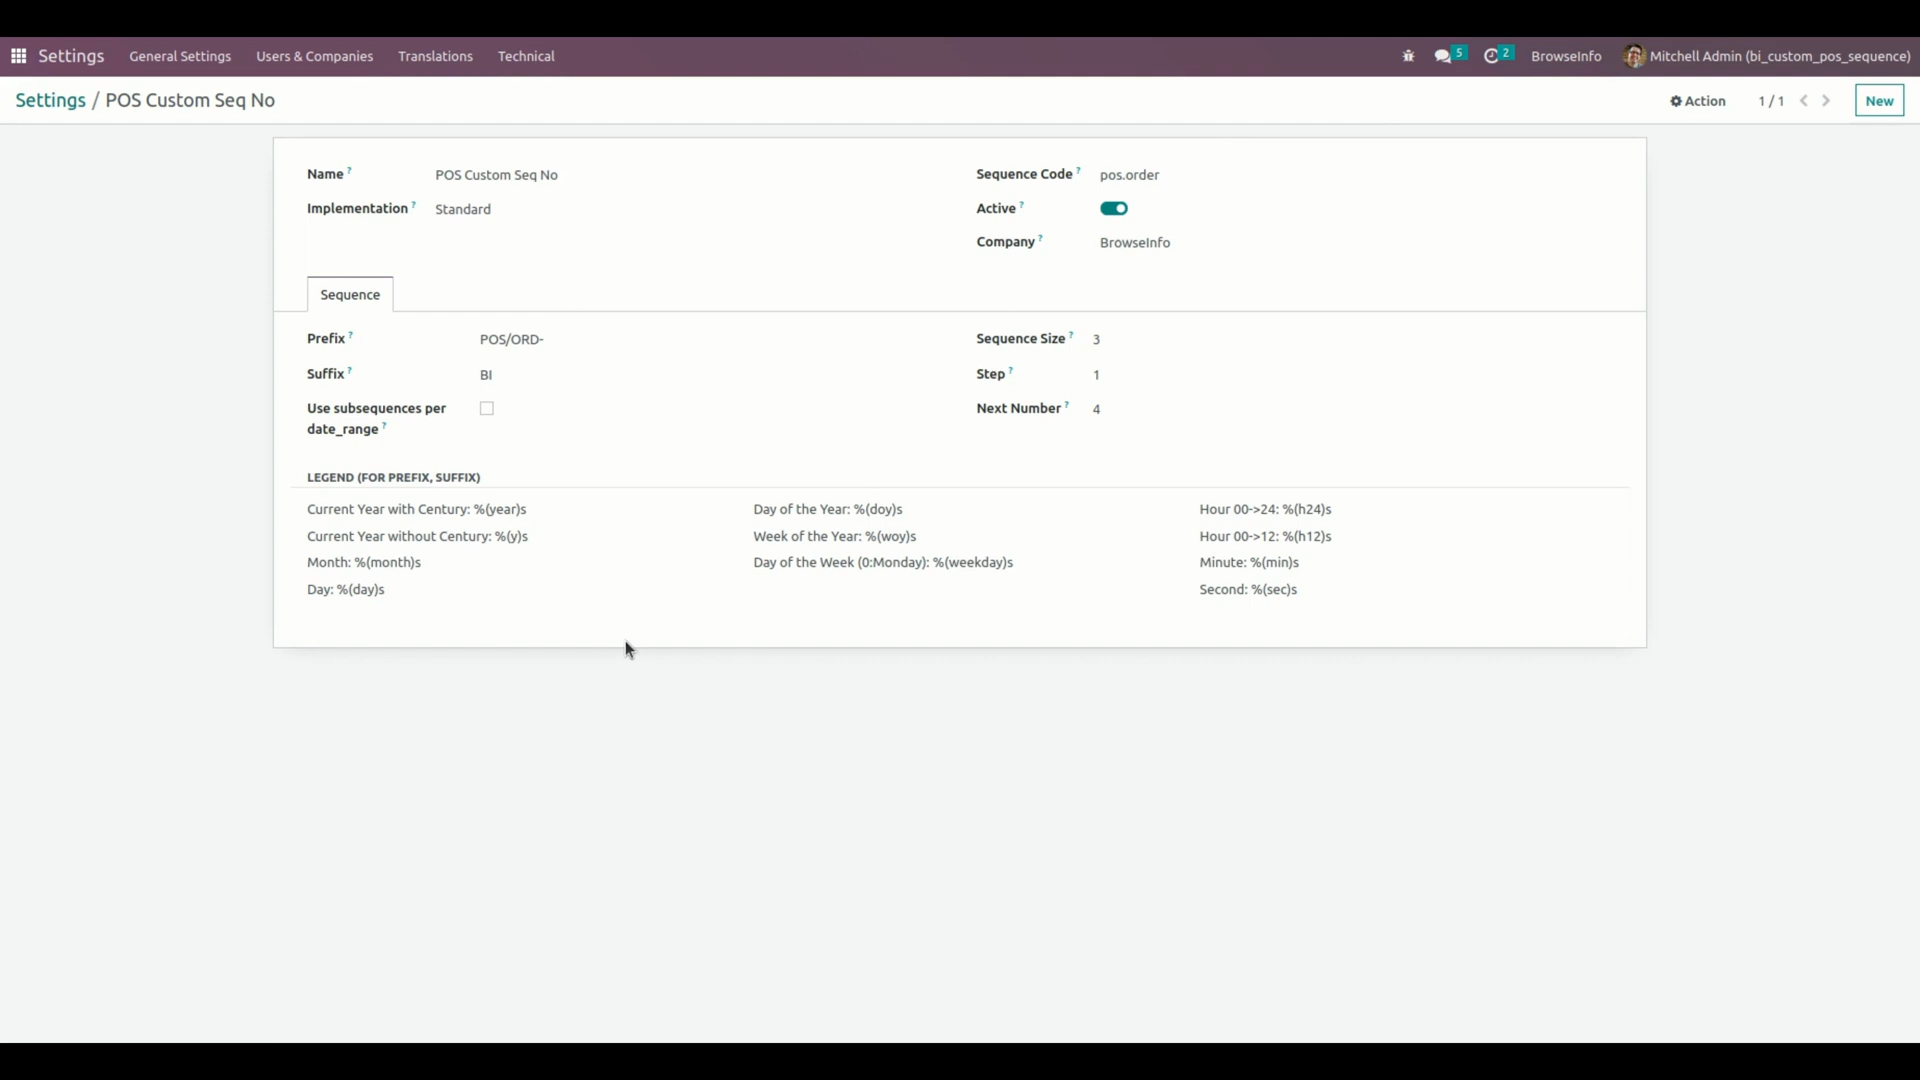 Settings General Settings Users & Companies Translations Technical 5 2 BrowseInfo Mitchell Admin (bi_custom_pos_sequence)
Settings / POS Custom Seq No Action 1 / 1 New
Name ? POS Custom Seq No Sequence Code ? pos.order
Implementation ? Standard Active ?
Company ? BrowseInfo
Sequence
Prefix ? POS/ORD- Sequence Size ? 3
Suffix ? BI Step ? 1
Use subsequences per Next Number ? 4
date_range ?
LEGEND (FOR PREFIX, SUFFIX)
Current Year with Century: %(year)s Day of the Year: %(doy)s Hour 00->24: %(h24)s
Current Year without Century: %(y)s Week of the Year: %(woy)s Hour 00->12: %(h12)s
Month: %(month)s Day of the Week (0:Monday): %(weekday)s Minute: %(min)s
Day: %(day)s Second: %(sec)s